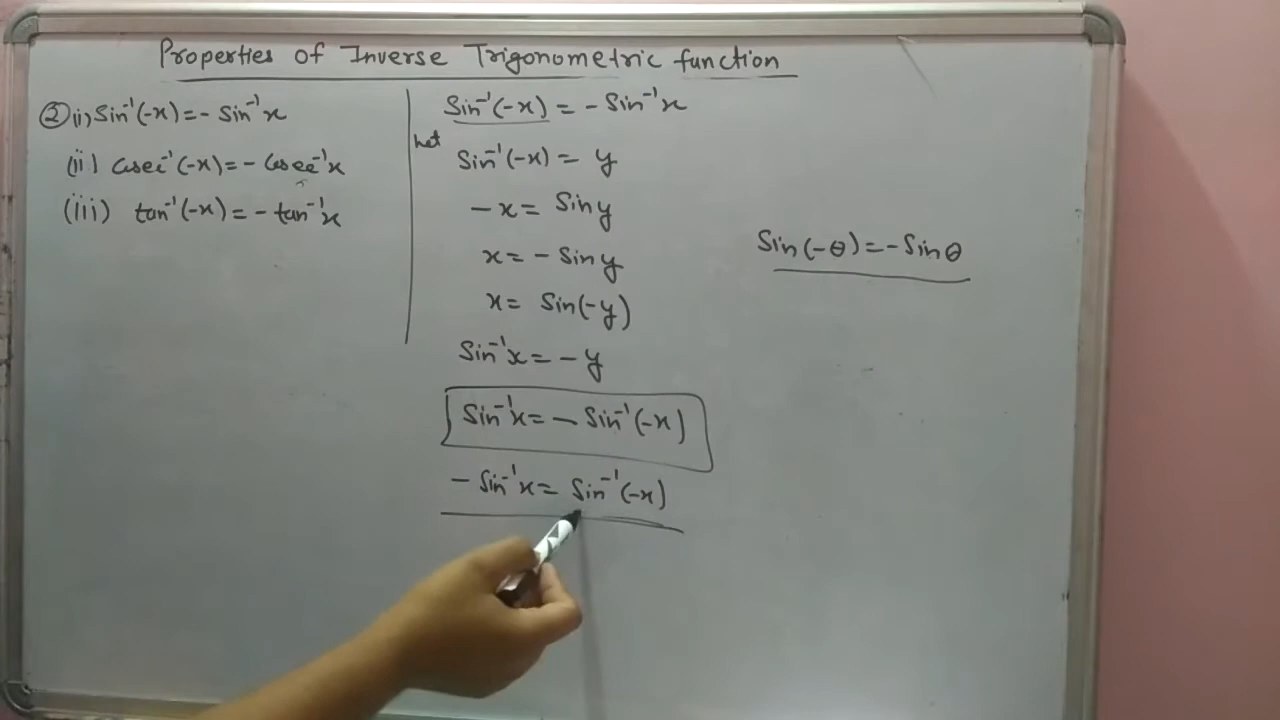 Properties of Inverse Trigonometric function
② (i) Sin⁻¹(-x) = - Sin⁻¹x
(ii) Cosec⁻¹(-x) = - Cosec⁻¹x
(iii) tan⁻¹(-x) = - tan⁻¹x
Sin⁻¹(-x) = - Sin⁻¹x
Let Sin⁻¹(-x) = y
-x = Sin y
x = - Sin y
x = Sin(-y)
Sin⁻¹x = - y
Sin⁻¹x = - Sin⁻¹(-x)
- Sin⁻¹x = Sin⁻¹(-x)
Sin(-θ) = - Sin θ